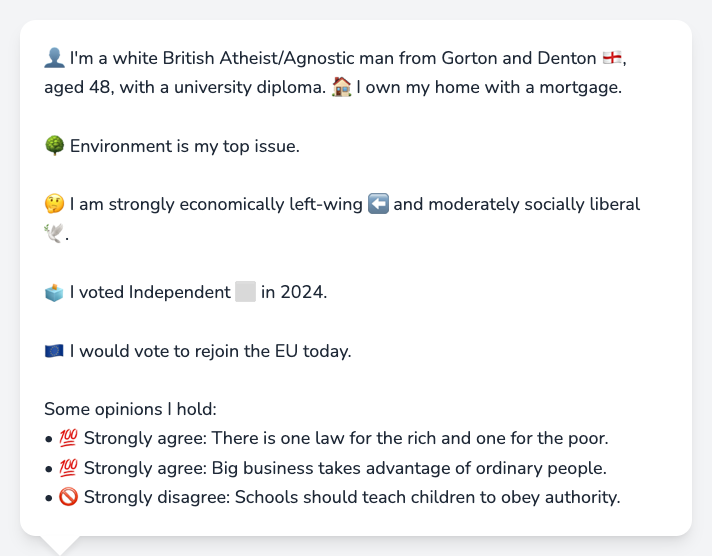 👤 I'm a white British Atheist/Agnostic man from Gorton and Denton 🏴󠁧󠁢󠁥󠁮󠁧󠁿,
aged 48, with a university diploma. 🏠 I own my home with a mortgage.
🌳 Environment is my top issue.
🤔 I am strongly economically left-wing ⬅️ and moderately socially liberal
🕊️.
🗳️ I voted Independent ⬜ in 2024.
🇪🇺 I would vote to rejoin the EU today.
Some opinions I hold:
• 💯 Strongly agree: There is one law for the rich and one for the poor.
• 💯 Strongly agree: Big business takes advantage of ordinary people.
• 🚫 Strongly disagree: Schools should teach children to obey authority.